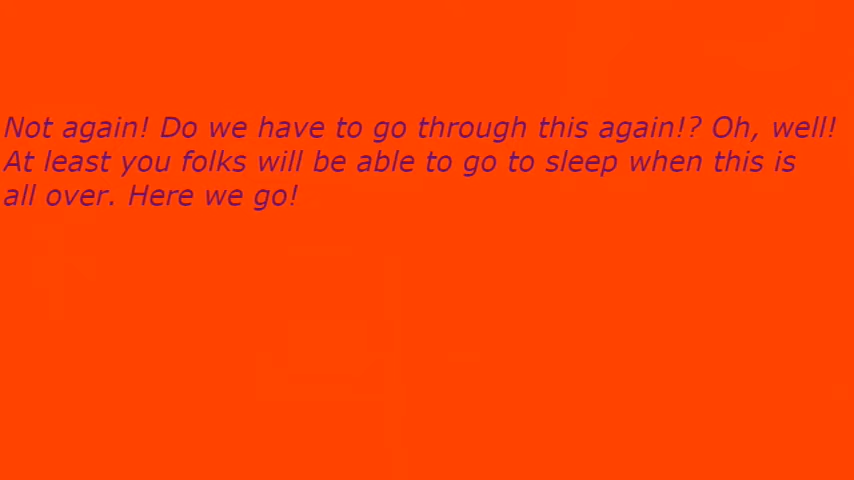 Not again! Do we have to go through this again!? Oh, well!
At least you folks will be able to go to sleep when this is
all over. Here we go!